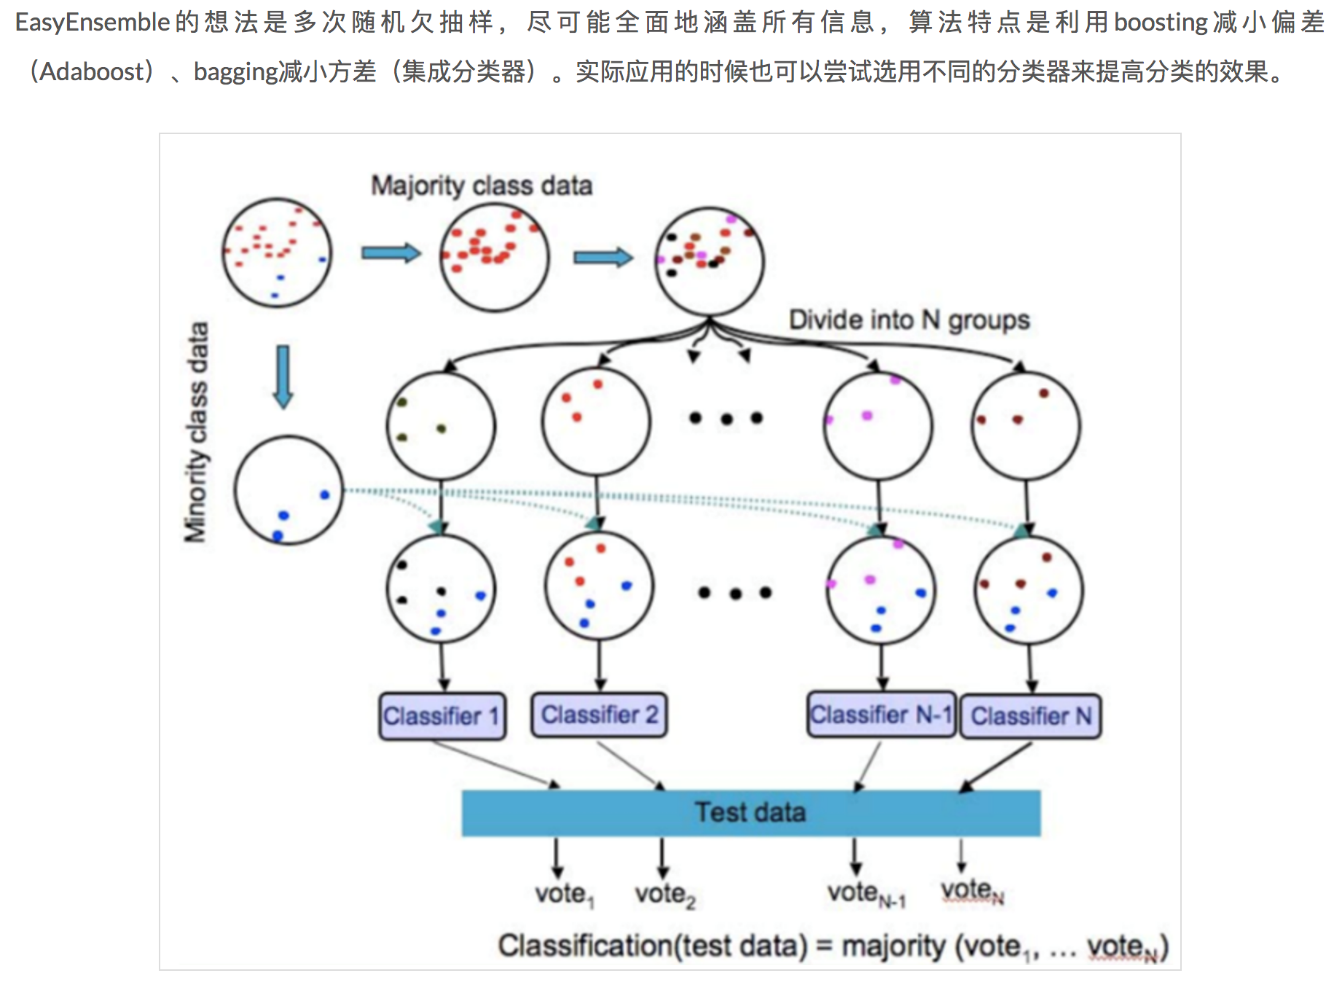 EasyEnsemble的想法是多次随机欠抽样，尽可能全面地涵盖所有信息，算法特点是利用boosting减小偏差
（Adaboost）、bagging减小方差（集成分类器）。实际应用的时候也可以尝试选用不同的分类器来提高分类的效果。
Majority class data
Divide into N groups
Minority class data
Classifier 1
Classifier 2
Classifier N-1
Classifier N
Test data
vote1
vote2
voteN-1
voteN
Classification(test data) = majority (vote1, ... voteN)